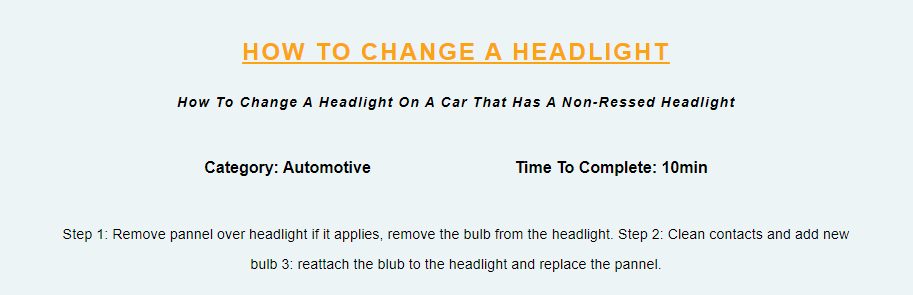 HOW TO CHANGE A HEADLIGHT
How To Change A Headlight On A Car That Has A Non-Ressed Headlight
Category: Automotive Time To Complete: 10min
Step 1: Remove pannel over headlight if it applies, remove the bulb from the headlight. Step 2: Clean contacts and add new
bulb 3: reattach the blub to the headlight and replace the pannel.